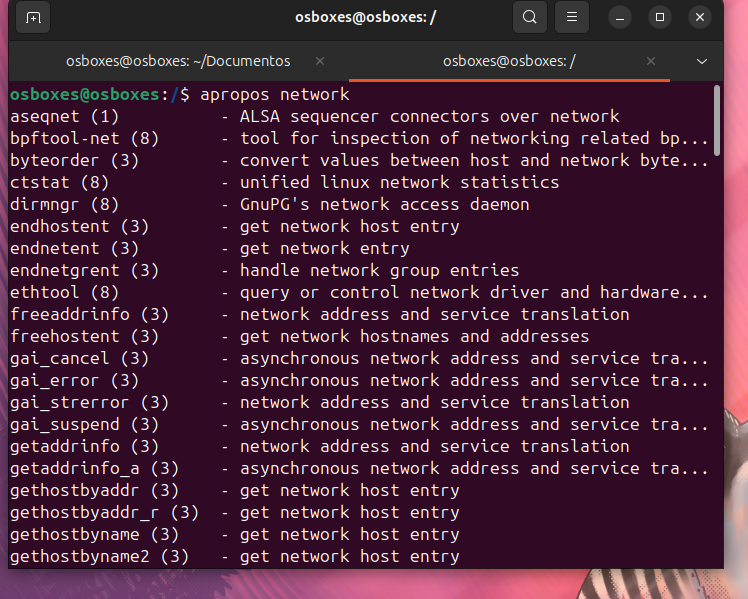 osboxes@osboxes: /
osboxes@osboxes: ~/Documentos
osboxes@osboxes: /
osboxes@osboxes:/$ apropos network
aseqnet (1)          - ALSA sequencer connectors over network
bpftool-net (8)      - tool for inspection of networking related bp...
byteorder (3)        - convert values between host and network byte...
ctstat (8)           - unified linux network statistics
dirmngr (8)          - GnuPG's network access daemon
endhostent (3)       - get network host entry
endnetent (3)        - get network entry
endnetgrent (3)      - handle network group entries
ethtool (8)          - query or control network driver and hardware...
freeaddrinfo (3)     - network address and service translation
freehostent (3)      - get network hostnames and addresses
gai_cancel (3)       - asynchronous network address and service tra...
gai_error (3)        - asynchronous network address and service tra...
gai_strerror (3)     - network address and service translation
gai_suspend (3)      - asynchronous network address and service tra...
getaddrinfo (3)      - network address and service translation
getaddrinfo_a (3)    - asynchronous network address and service tra...
gethostbyaddr (3)    - get network host entry
gethostbyaddr_r (3)  - get network host entry
gethostbyname (3)    - get network host entry
gethostbyname2 (3)   - get network host entry